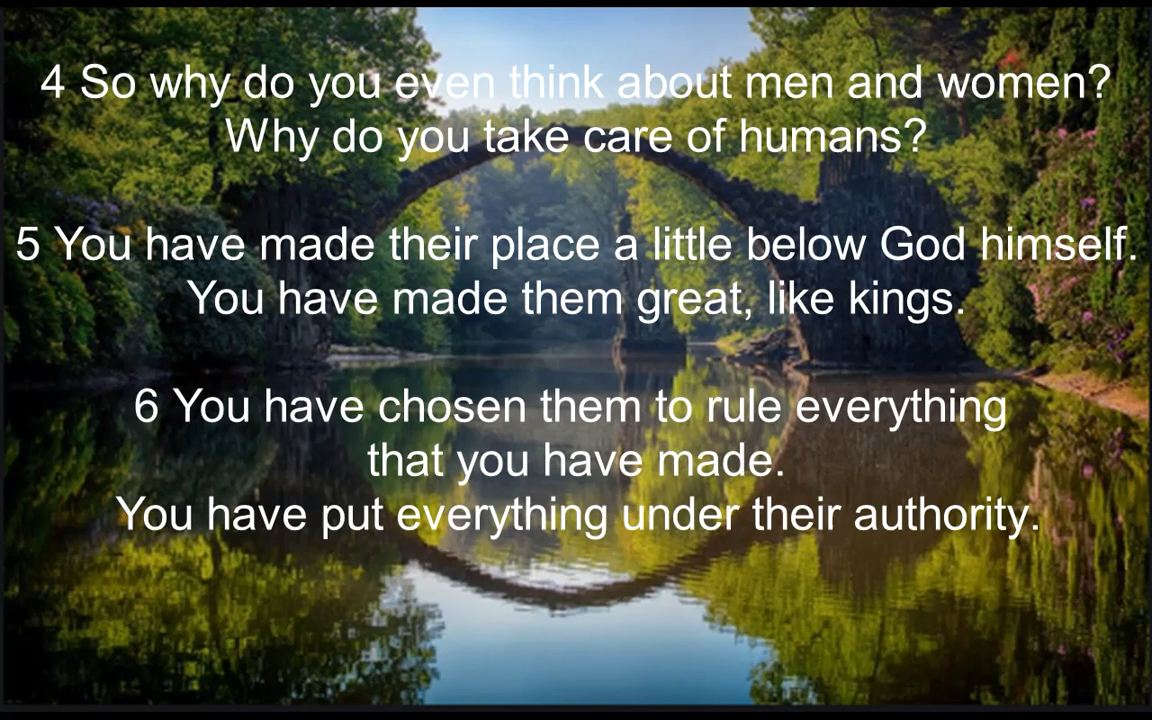 4 So why do you even think about men and women?
Why do you take care of humans?
5 You have made their place a little below God himself.
You have made them great, like kings.
6 You have chosen them to rule everything
that you have made.
You have put everything under their authority.